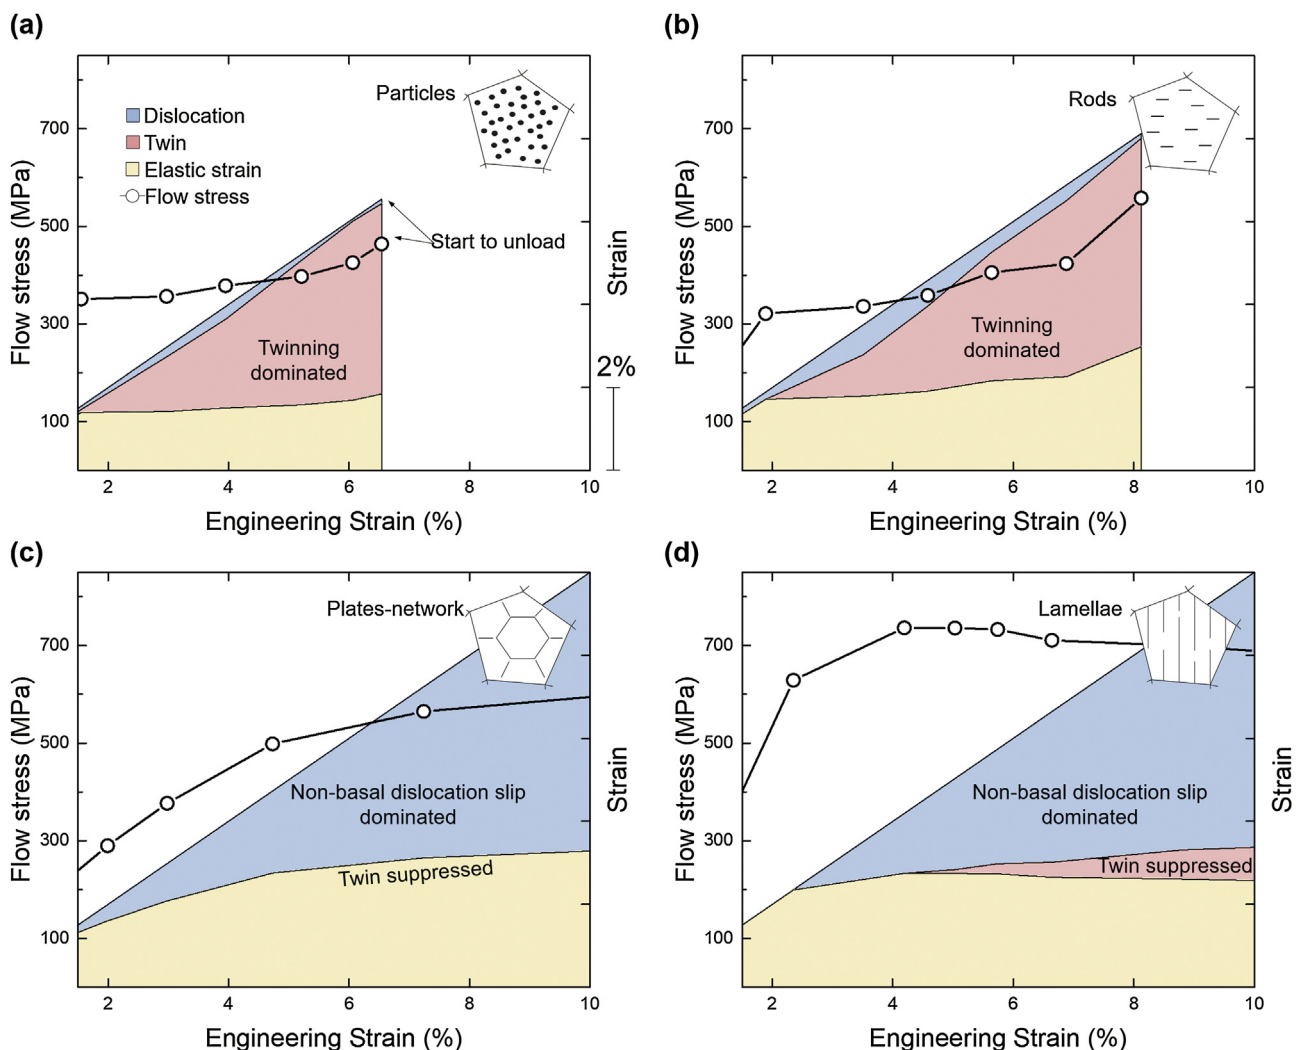 (a)
Particles
Dislocation
Twin
Elastic strain
Flow stress
Start to unload
Twinning
dominated
700
500
300
100
Flow stress (MPa)
2
4
6
8
10
Engineering Strain (%)
Strain
2%
(b)
Rods
Twinning
dominated
700
500
300
100
Flow stress (MPa)
2
4
6
8
10
Engineering Strain (%)
(c)
Plates-network
Non-basal dislocation slip
dominated
Twin suppressed
700
500
300
100
Flow stress (MPa)
2
4
6
8
10
Engineering Strain (%)
Strain
(d)
Lamellae
Non-basal dislocation slip
dominated
Twin suppressed
700
500
300
100
Flow stress (MPa)
2
4
6
8
10
Engineering Strain (%)
Strain